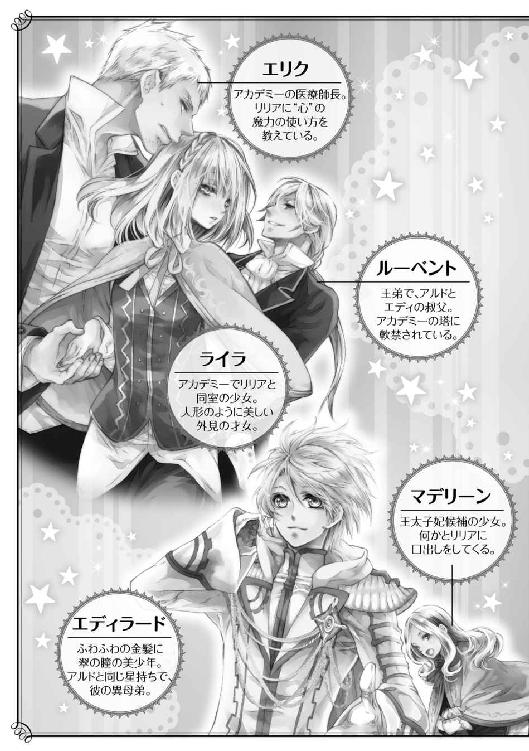 エリク
アカデミーの医療師長。
リリアに“心”の
魔力の使い方を
教えている。
ルーベント
王弟で、アルドと
エディの叔父。
アカデミーの塔に
軟禁されている。
ライラ
アカデミーでリリアと
同室の少女。
人形のように美しい
外見の才女。
マデリーン
王太子妃候補の少女。
何かとリリアに
口出しをしてくる。
エディラード
ふわふわの金髪に
翠の瞳の美少年。
アルドと同じ星持ちで、
彼の異母弟。